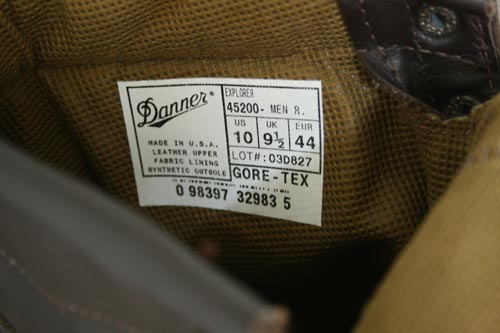 Danner®
MADE IN U.S.A.
LEATHER UPPER
FABRIC LINING
SYNTHETIC OUTSOLE
EXPLORER
45200- MEN R.
US UK EUR
10 9½ 44
LOT#: 03D827
GORE-TEX
0 98397 32983 5